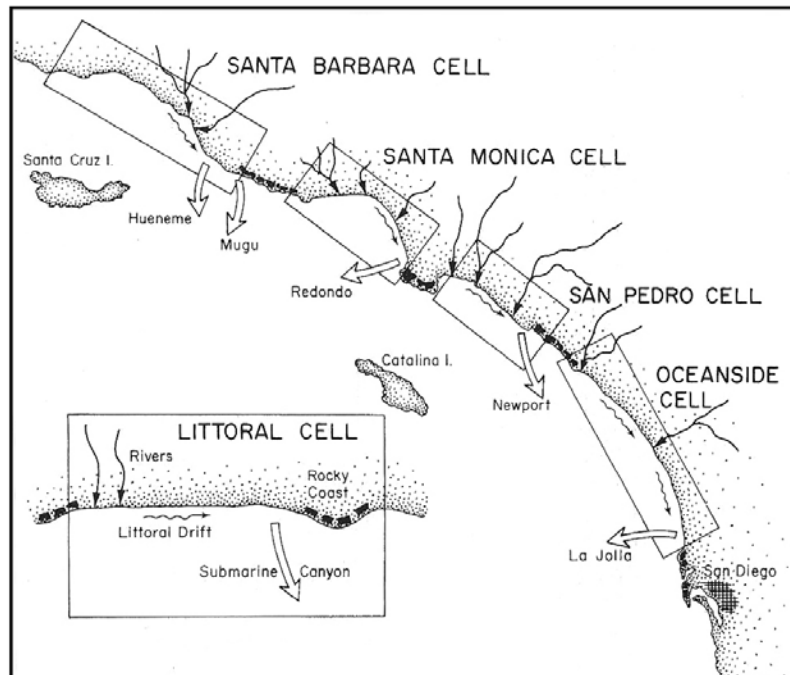 SANTA BARBARA CELL
Santa Cruz I.
Hueneme
Mugu
SANTA MONICA CELL
Redondo
SAN PEDRO CELL
Catalina I.
Newport
OCEANSIDE
CELL
La Jolla
San Diego
LITTORAL CELL
Rivers
Rocky
Coast
Littoral Drift
Submarine Canyon